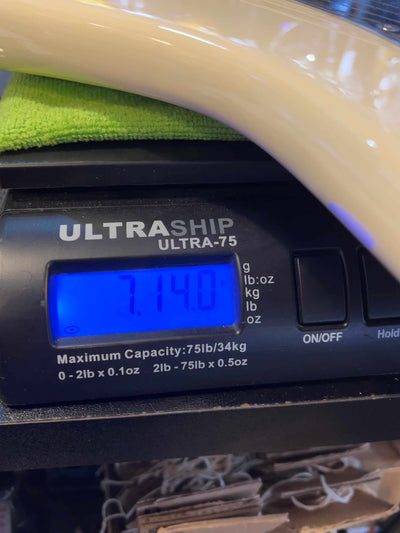 ULTRASHIP
ULTRA-75
7.14.0
g
lb:oz
kg
lb
oz
ON/OFF
Hold
Maximum Capacity:75lb/34kg
0 - 2lb x 0.1oz 2lb - 75lb x 0.5oz